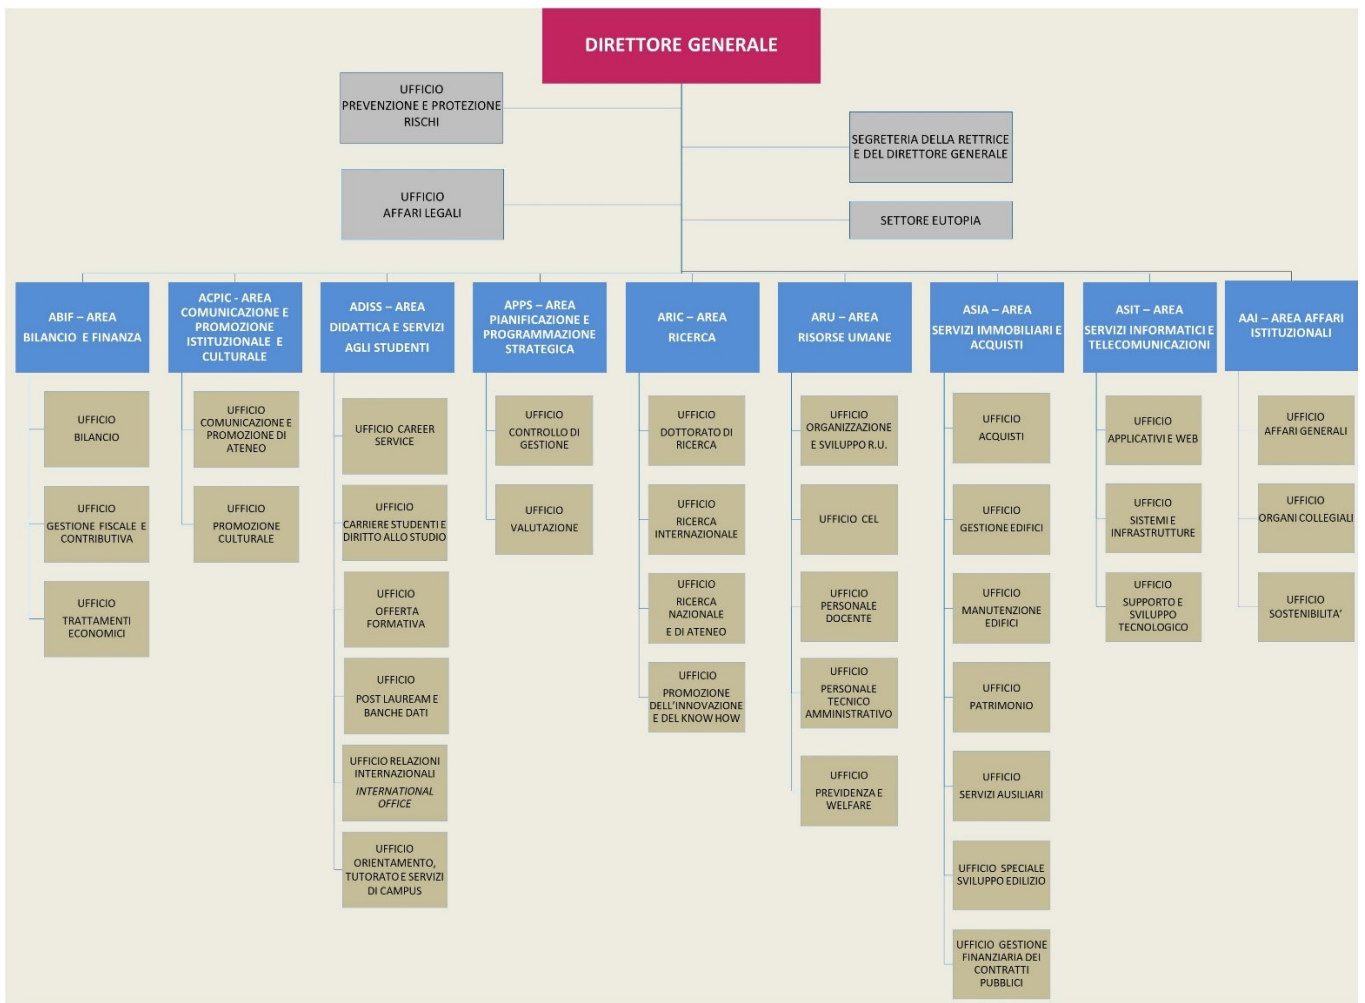 DIRETTORE GENERALE
UFFICIO
PREVENZIONE E PROTEZIONE
RISCHI
SEGRETERIA DELLA RETTRICE
E DEL DIRETTORE GENERALE
UFFICIO
AFFARI LEGALI
SETTORE EUTOPIA
ABIF – AREA
BILANCIO E FINANZA
ACPIC - AREA
COMUNICAZIONE E
PROMOZIONE
ISTITUZIONALE E
CULTURALE
ADISS – AREA
DIDATTICA E SERVIZI
AGLI STUDENTI
APPS – AREA
PIANIFICAZIONE E
PROGRAMMAZIONE
STRATEGICA
ARIC – AREA
RICERCA
ARU – AREA
RISORSE UMANE
ASIA – AREA
SERVIZI IMMOBILIARI E
ACQUISTI
ASIT – AREA
SERVIZI INFORMATICI E
TELECOMUNICAZIONI
AAI – AREA AFFARI
ISTITUZIONALI
UFFICIO
BILANCIO
UFFICIO
GESTIONE FISCALE E
CONTRIBUTIVA
UFFICIO
TRATTAMENTI
ECONOMICI
UFFICIO
COMUNICAZIONE E
PROMOZIONE DI
ATENEO
UFFICIO
PROMOZIONE
CULTURALE
UFFICIO CAREER
SERVICE
UFFICIO
CARRIERE STUDENTI E
DIRITTO ALLO STUDIO
UFFICIO
OFFERTA
FORMATIVA
UFFICIO
POST LAUREAM E
BANCHE DATI
UFFICIO RELAZIONI
INTERNAZIONALI
INTERNATIONAL
OFFICE
UFFICIO
ORIENTAMENTO,
TUTORATO E SERVIZI
DI CAMPUS
UFFICIO
CONTROLLO DI
GESTIONE
UFFICIO
VALUTAZIONE
UFFICIO
DOTTORATO DI
RICERCA
UFFICIO
RICERCA
INTERNAZIONALE
UFFICIO
RICERCA
NAZIONALE
E DI ATENEO
UFFICIO
PROMOZIONE
DELL'INNOVAZIONE
E DEL KNOW HOW
UFFICIO
ORGANIZZAZIONE
E SVILUPPO R.U.
UFFICIO CEL
UFFICIO
PERSONALE
DOCENTE
UFFICIO
PERSONALE
TECNICO
AMMINISTRATIVO
UFFICIO
PREVIDENZA E
WELFARE
UFFICIO
ACQUISTI
UFFICIO
GESTIONE EDIFICI
UFFICIO
MANUTENZIONE
EDIFICI
UFFICIO
PATRIMONIO
UFFICIO
SERVIZI AUSILIARI
UFFICIO SPECIALE
SVILUPPO EDILIZIO
UFFICIO GESTIONE
FINANZIARIA DEI
CONTRATTI
PUBBLICI
UFFICIO
APPLICATIVI E WEB
UFFICIO
SISTEMI E
INFRASTRUTTURE
UFFICIO
SUPPORTO E
SVILUPPO
TECNOLOGICO
UFFICIO
AFFARI GENERALI
UFFICIO
ORGANI COLLEGIALI
UFFICIO
SOSTENIBILITA'